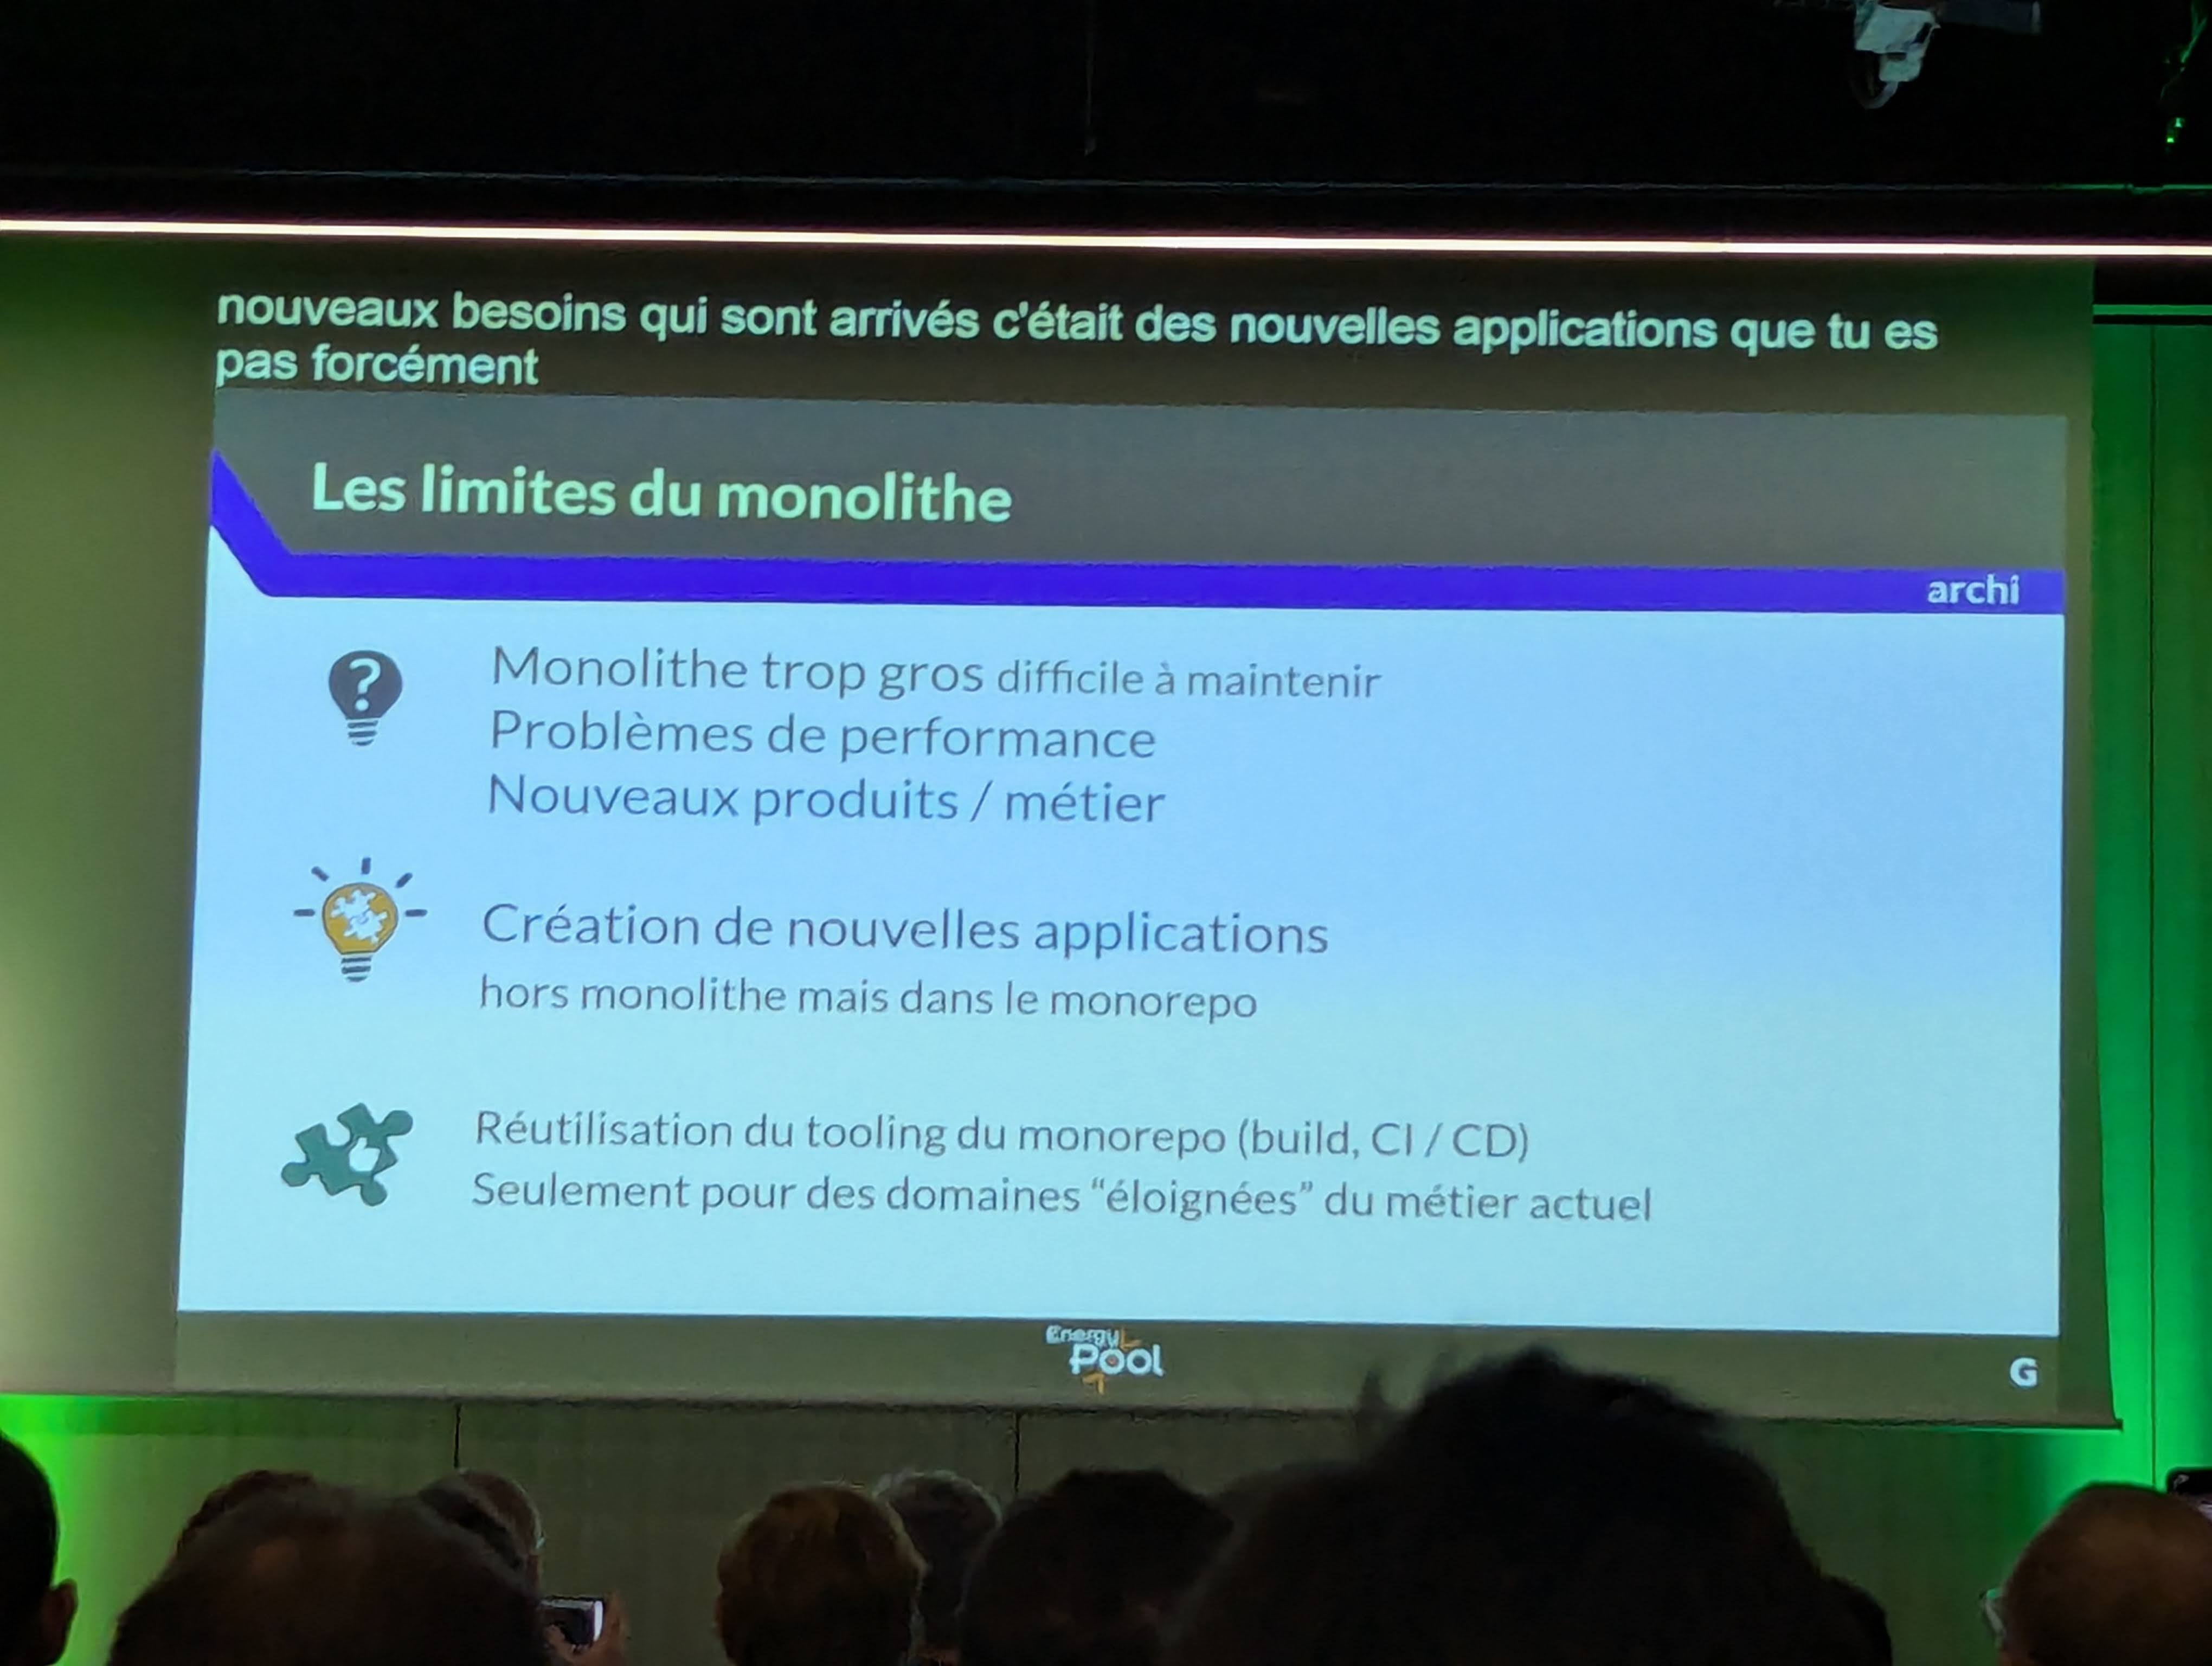 nouveaux besoins qui sont arrivés c'était des nouvelles applications que tu es
pas forcément
Les limites du monolithe
archi
?
Monolithe trop gros difficile à maintenir
Problèmes de performance
Nouveaux produits / métier
Création de nouvelles applications
hors monolithe mais dans le monorepo
Réutilisation du tooling du monorepo (build, CI / CD)
Seulement pour des domaines “éloignées” du métier actuel
Energy
Pool
G